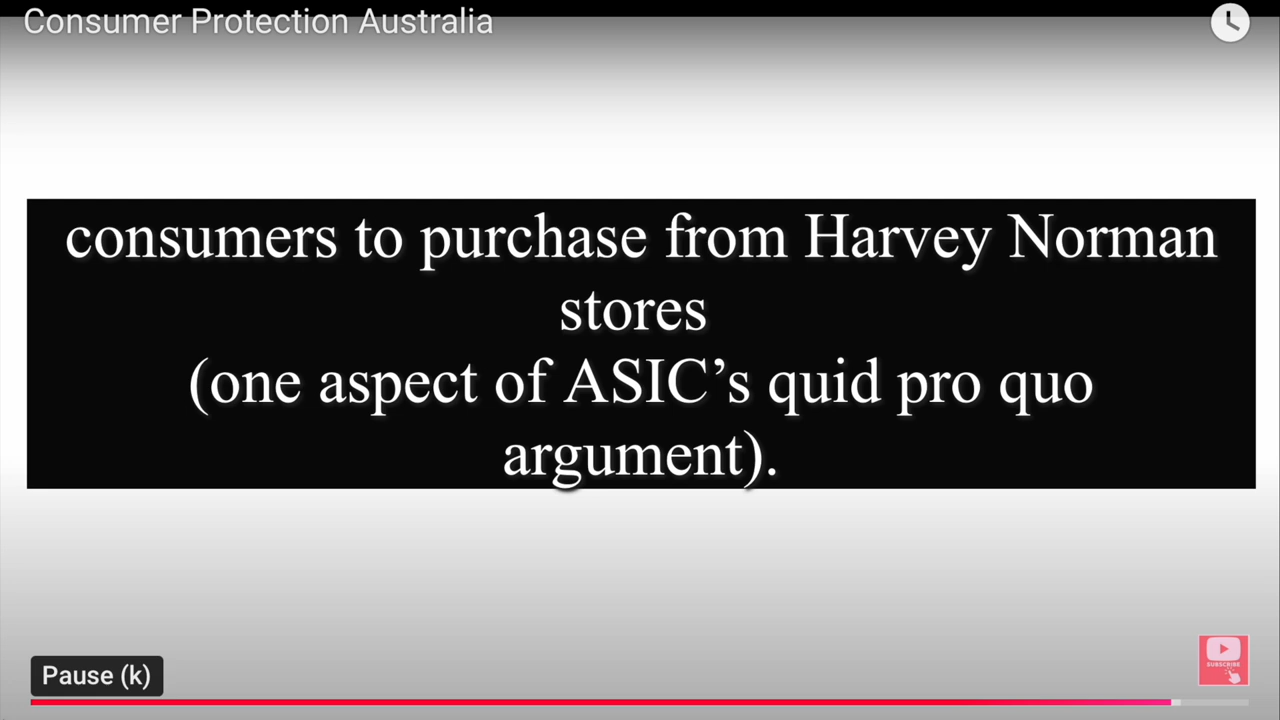 Consumer Protection Australia
consumers to purchase from Harvey Norman
stores
(one aspect of ASIC’s quid pro quo
argument).
SUBSCRIBE
Pause (k)